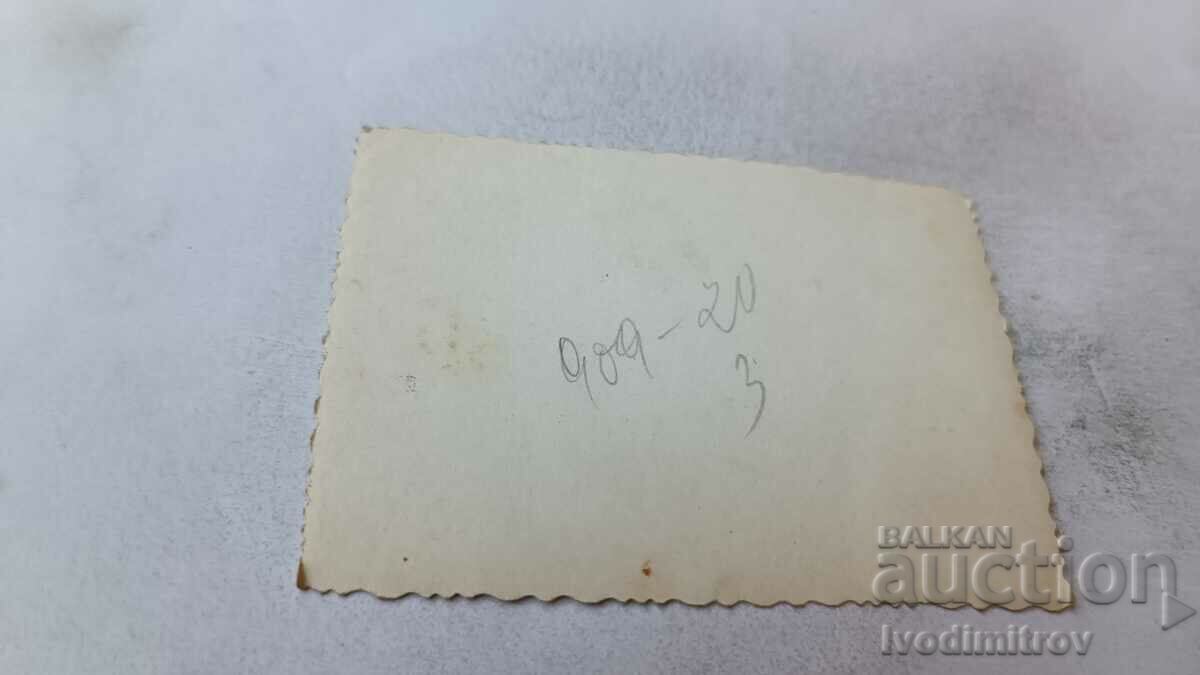 909-20
3
BALKAN
auction
Ivodimitrov